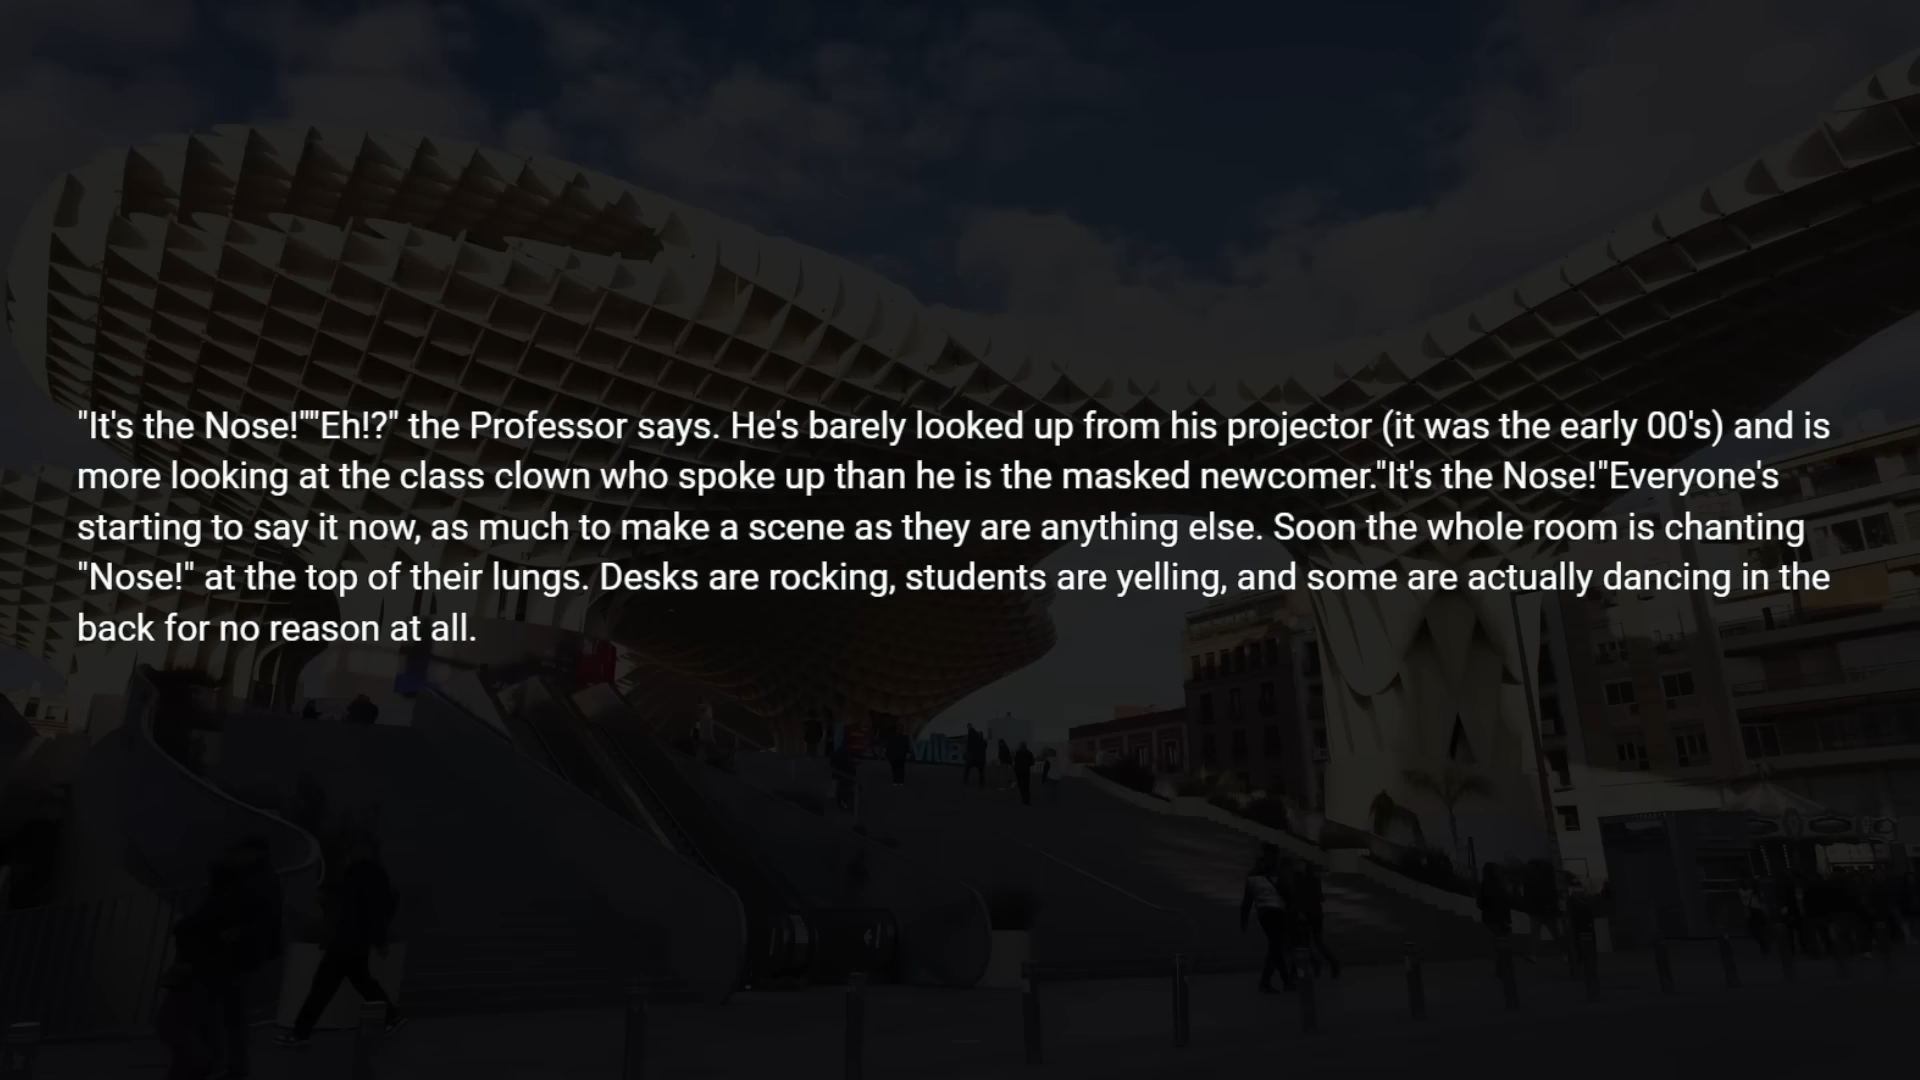 "It's the Nose!""Eh!?" the Professor says. He's barely looked up from his projector (it was the early 00's) and is
more looking at the class clown who spoke up than he is the masked newcomer."It's the Nose!"Everyone's
starting to say it now, as much to make a scene as they are anything else. Soon the whole room is chanting
"Nose!" at the top of their lungs. Desks are rocking, students are yelling, and some are actually dancing in the
back for no reason at all.
villa